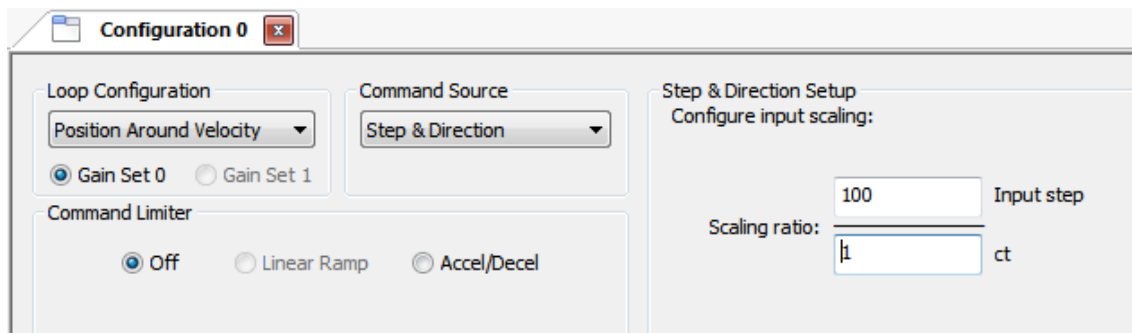 Configuration 0
Loop Configuration
Position Around Velocity
Gain Set 0 Gain Set 1
Command Source
Step & Direction
Command Limiter
Off Linear Ramp Accel/Decel
Step & Direction Setup
Configure input scaling:
Scaling ratio:
100 Input step
1 ct